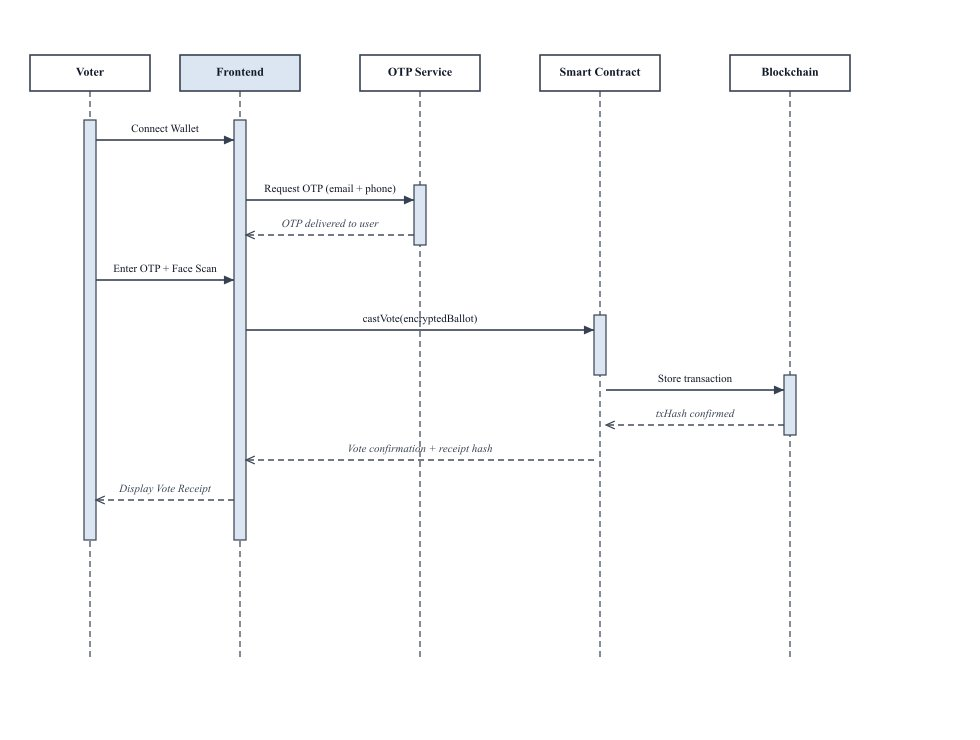 Voter
Frontend
OTP Service
Smart Contract
Blockchain
Connect Wallet
Request OTP (email + phone)
OTP delivered to user
Enter OTP + Face Scan
castVote(encryptedBallot)
Store transaction
txHash confirmed
Vote confirmation + receipt hash
Display Vote Receipt